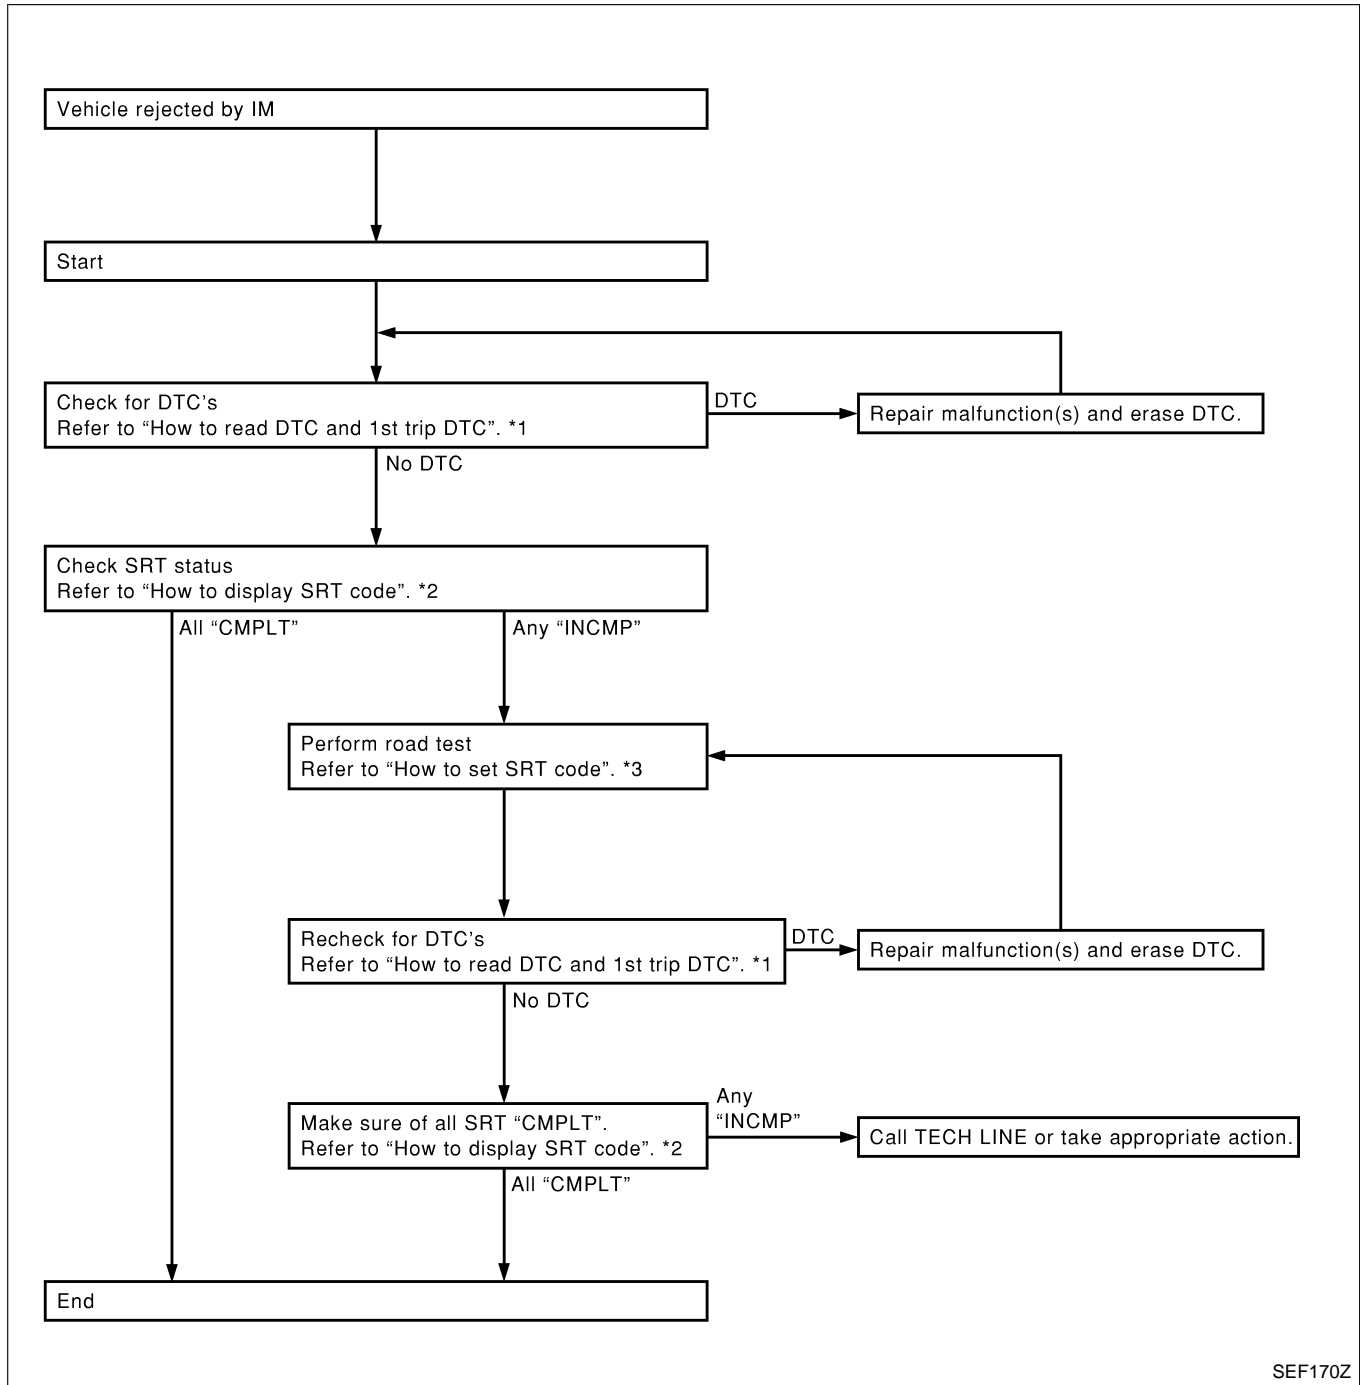 Vehicle rejected by IM
Start
Check for DTC's
Refer to “How to read DTC and 1st trip DTC”. *1
DTC
Repair malfunction(s) and erase DTC.
No DTC
Check SRT status
Refer to “How to display SRT code”. *2
All “CMPLT”
Any “INCMP”
Perform road test
Refer to “How to set SRT code”. *3
Recheck for DTC's
Refer to “How to read DTC and 1st trip DTC”. *1
DTC
Repair malfunction(s) and erase DTC.
No DTC
Make sure of all SRT “CMPLT”.
Refer to “How to display SRT code”. *2
Any
“INCMP”
Call TECH LINE or take appropriate action.
All “CMPLT”
End
SEF170Z